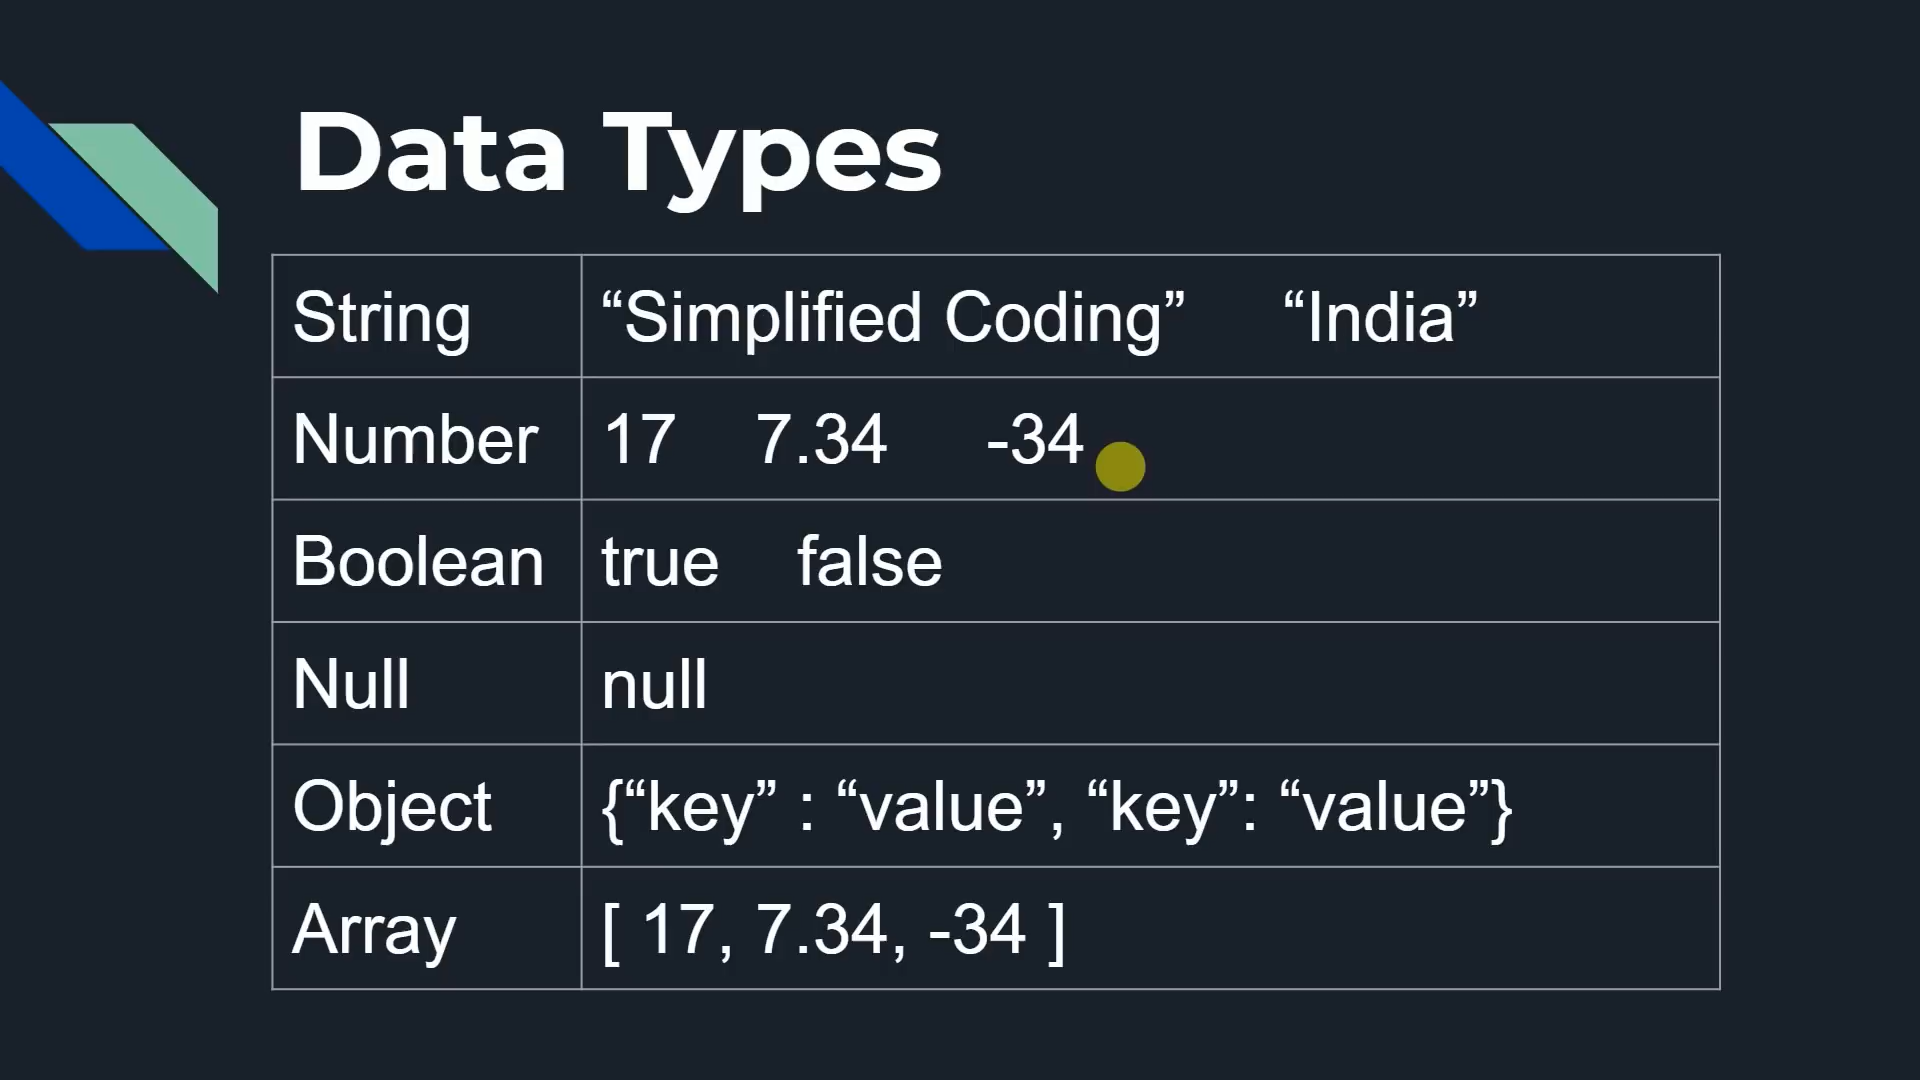 Data Types
String “Simplified Coding” “India”
Number 17 7.34 -34
Boolean true false
Null null
Object {“key” : “value”, “key”: “value”}
Array [ 17, 7.34, -34 ]